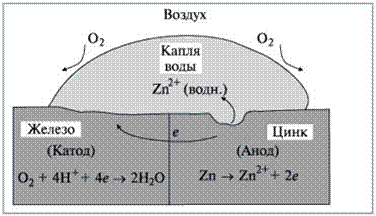 Воздух
O₂
O₂
Капля
воды
Zn²⁺ (водн.)
Железо
e
Цинк
(Катод)
(Анод)
O₂ + 4H⁺ + 4e → 2H₂O
Zn → Zn²⁺ + 2e